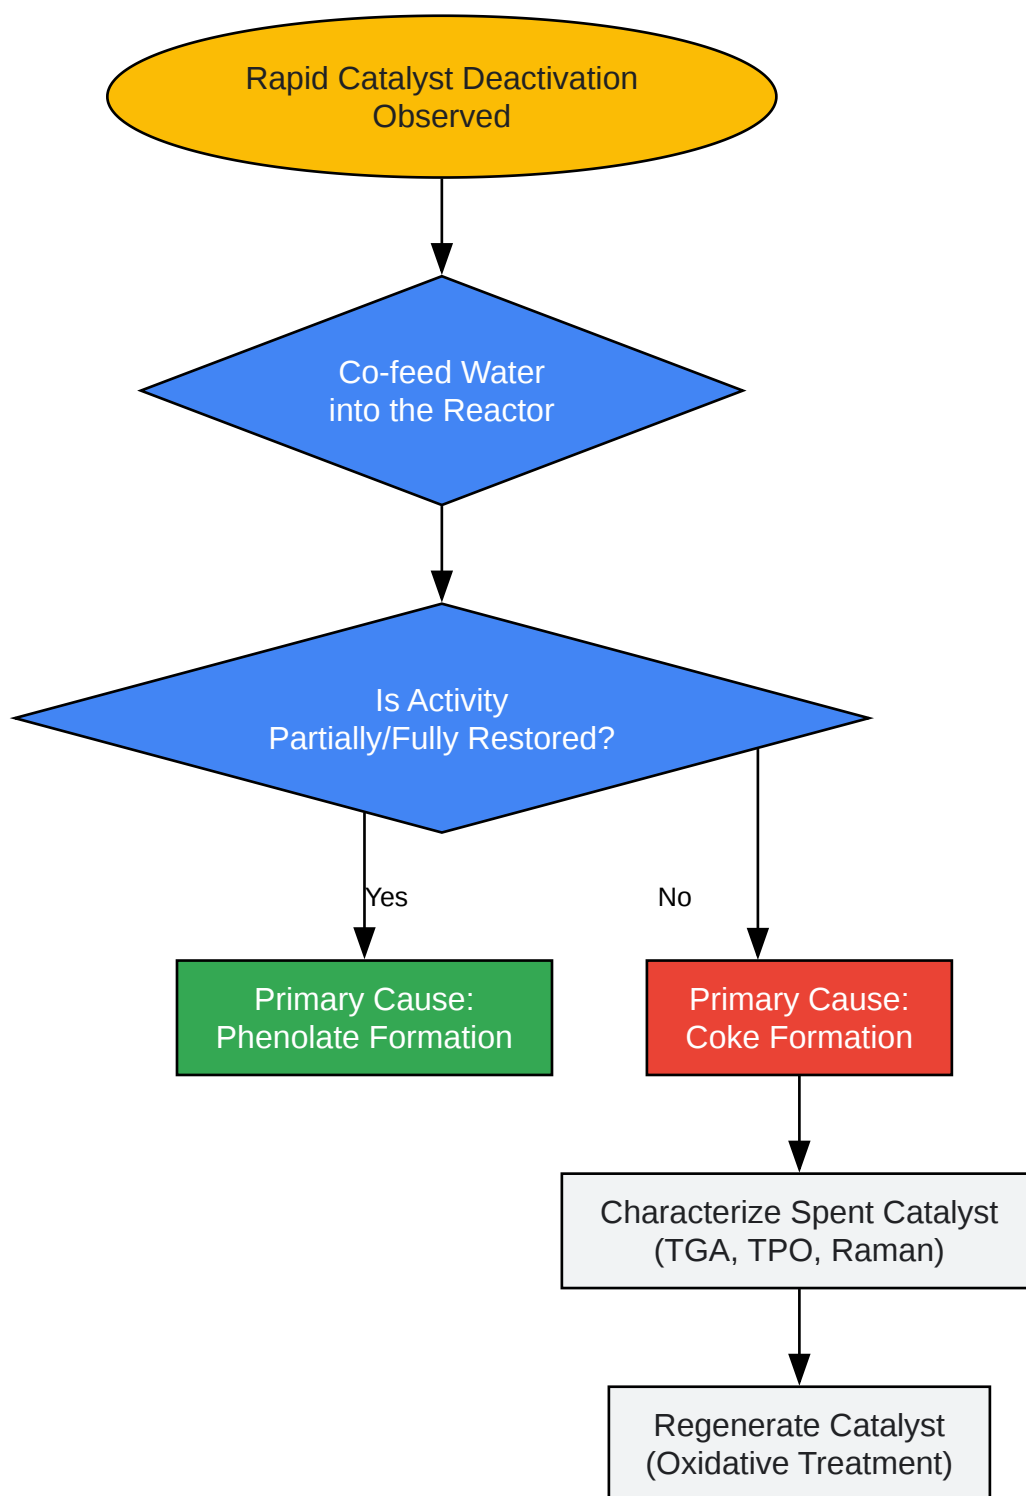 Rapid Catalyst Deactivation
Observed
Co-feed Water
into the Reactor
Is Activity
Partially/Fully Restored?
Yes
No
Primary Cause:
Phenolate Formation
Primary Cause:
Coke Formation
Characterize Spent Catalyst
(TGA, TPO, Raman)
Regenerate Catalyst
(Oxidative Treatment)